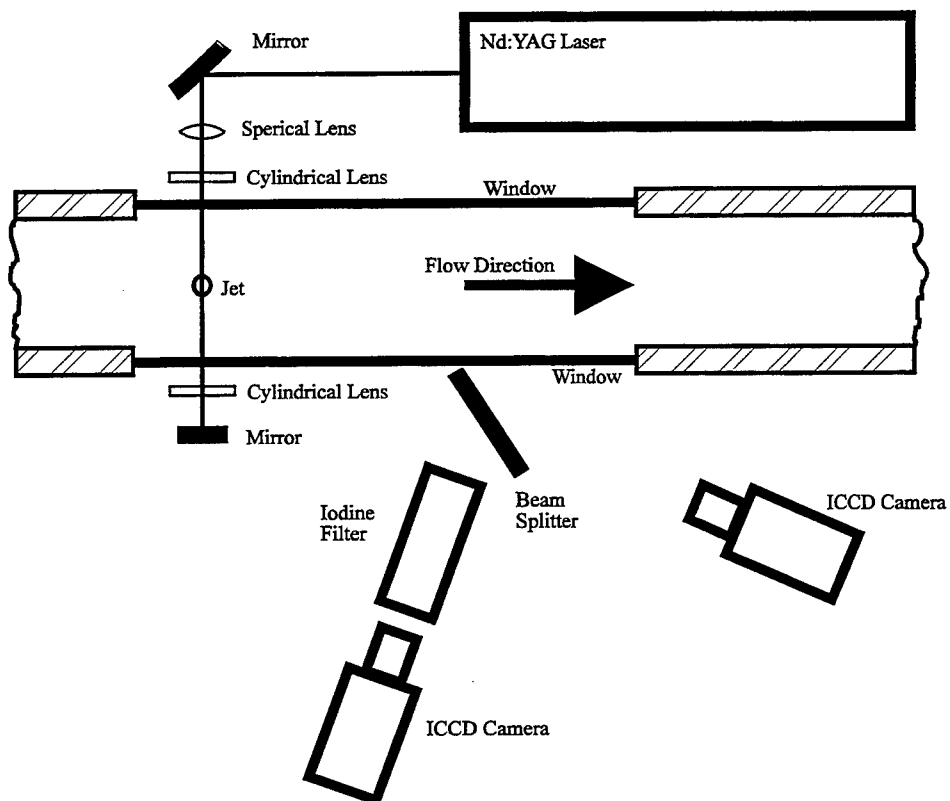 Mirror
Nd:YAG Laser
Sperical Lens
Cylindrical Lens
Window
Flow Direction
Jet
Window
Cylindrical Lens
Mirror
Iodine
Filter
Beam
Splitter
ICCD Camera
ICCD Camera